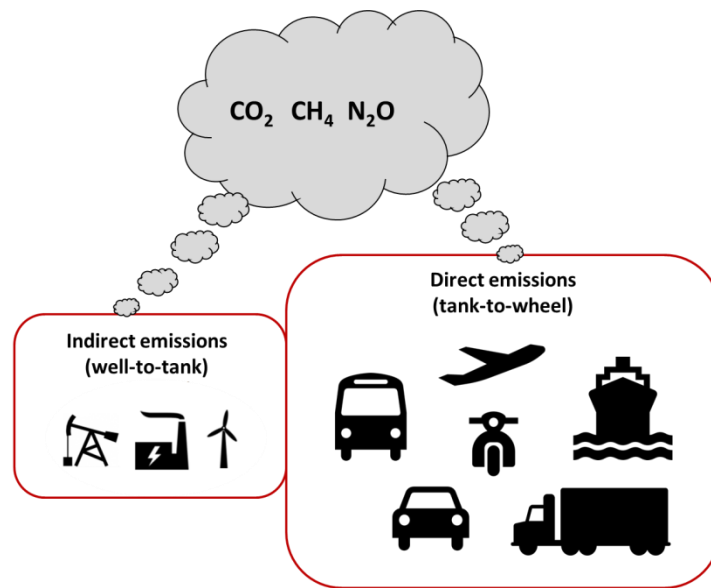 CO₂ CH₄ N₂O
Direct emissions
(tank-to-wheel)
Indirect emissions
(well-to-tank)